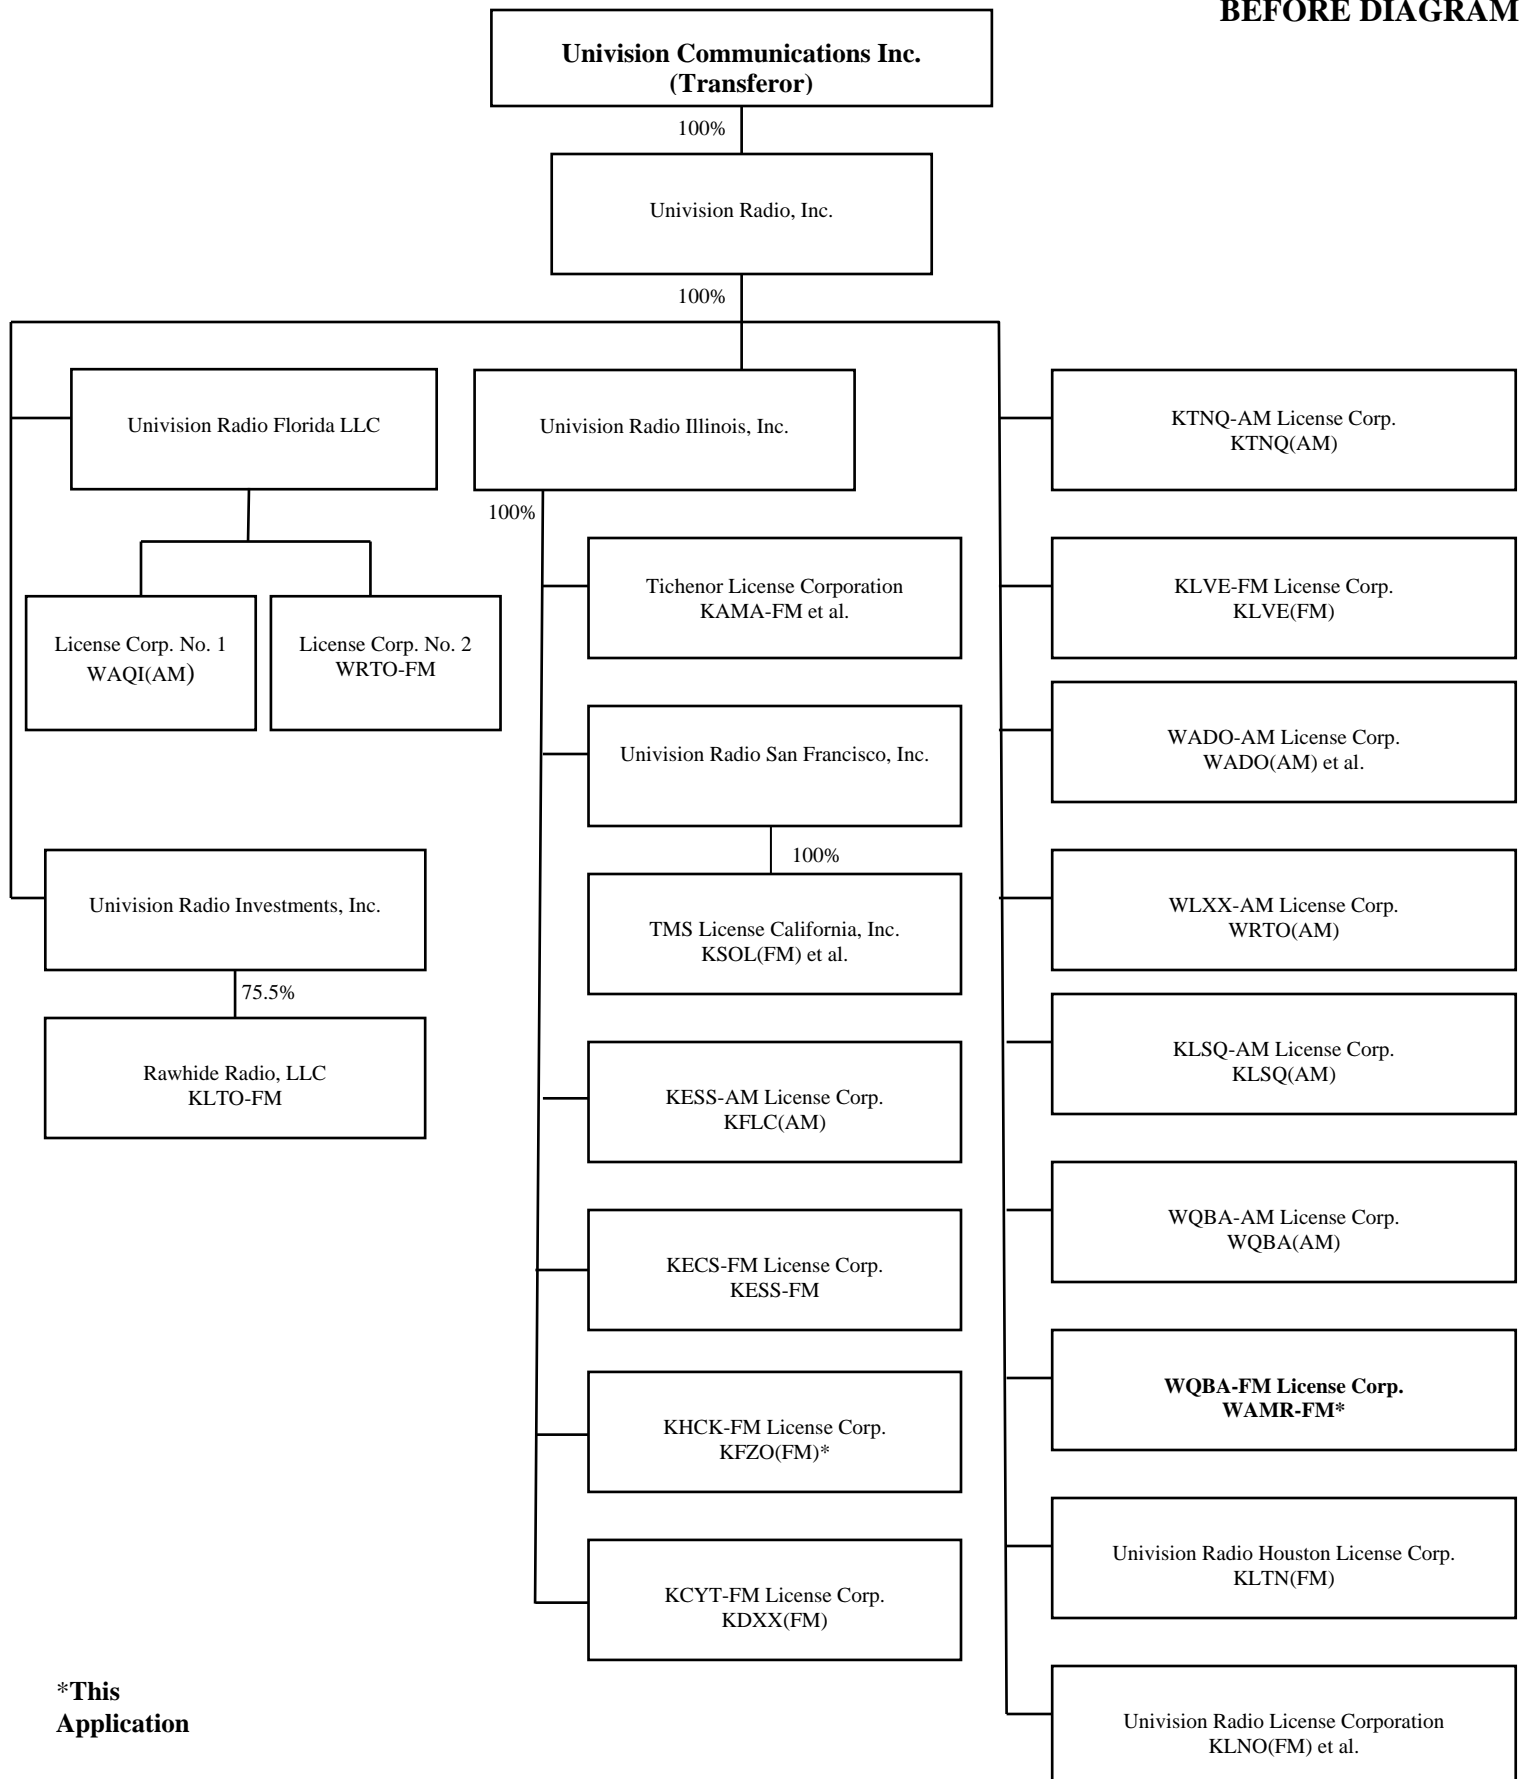 BEFORE DIAGRAM
Univision Communications Inc.
(Transferor)
100%
Univision Radio, Inc.
100%
Univision Radio Florida LLC
Univision Radio Illinois, Inc.
KTNQ-AM License Corp.
KTNQ(AM)
100%
License Corp. No. 1
WAQI(AM)
License Corp. No. 2
WRTO-FM
Tichenor License Corporation
KAMA-FM et al.
KLVE-FM License Corp.
KLVE(FM)
Univision Radio San Francisco, Inc.
WADO-AM License Corp.
WADO(AM) et al.
100%
Univision Radio Investments, Inc.
TMS License California, Inc.
KSOL(FM) et al.
WLXX-AM License Corp.
WRTO(AM)
75.5%
Rawhide Radio, LLC
KLTO-FM
KESS-AM License Corp.
KFLC(AM)
KLSQ-AM License Corp.
KLSQ(AM)
KECS-FM License Corp.
KESS-FM
WQBA-AM License Corp.
WQBA(AM)
KHCK-FM License Corp.
KFZO(FM)*
WQBA-FM License Corp.
WAMR-FM*
KCYT-FM License Corp.
KDXX(FM)
Univision Radio Houston License Corp.
KLTN(FM)
Univision Radio License Corporation
KLNO(FM) et al.
*This
Application